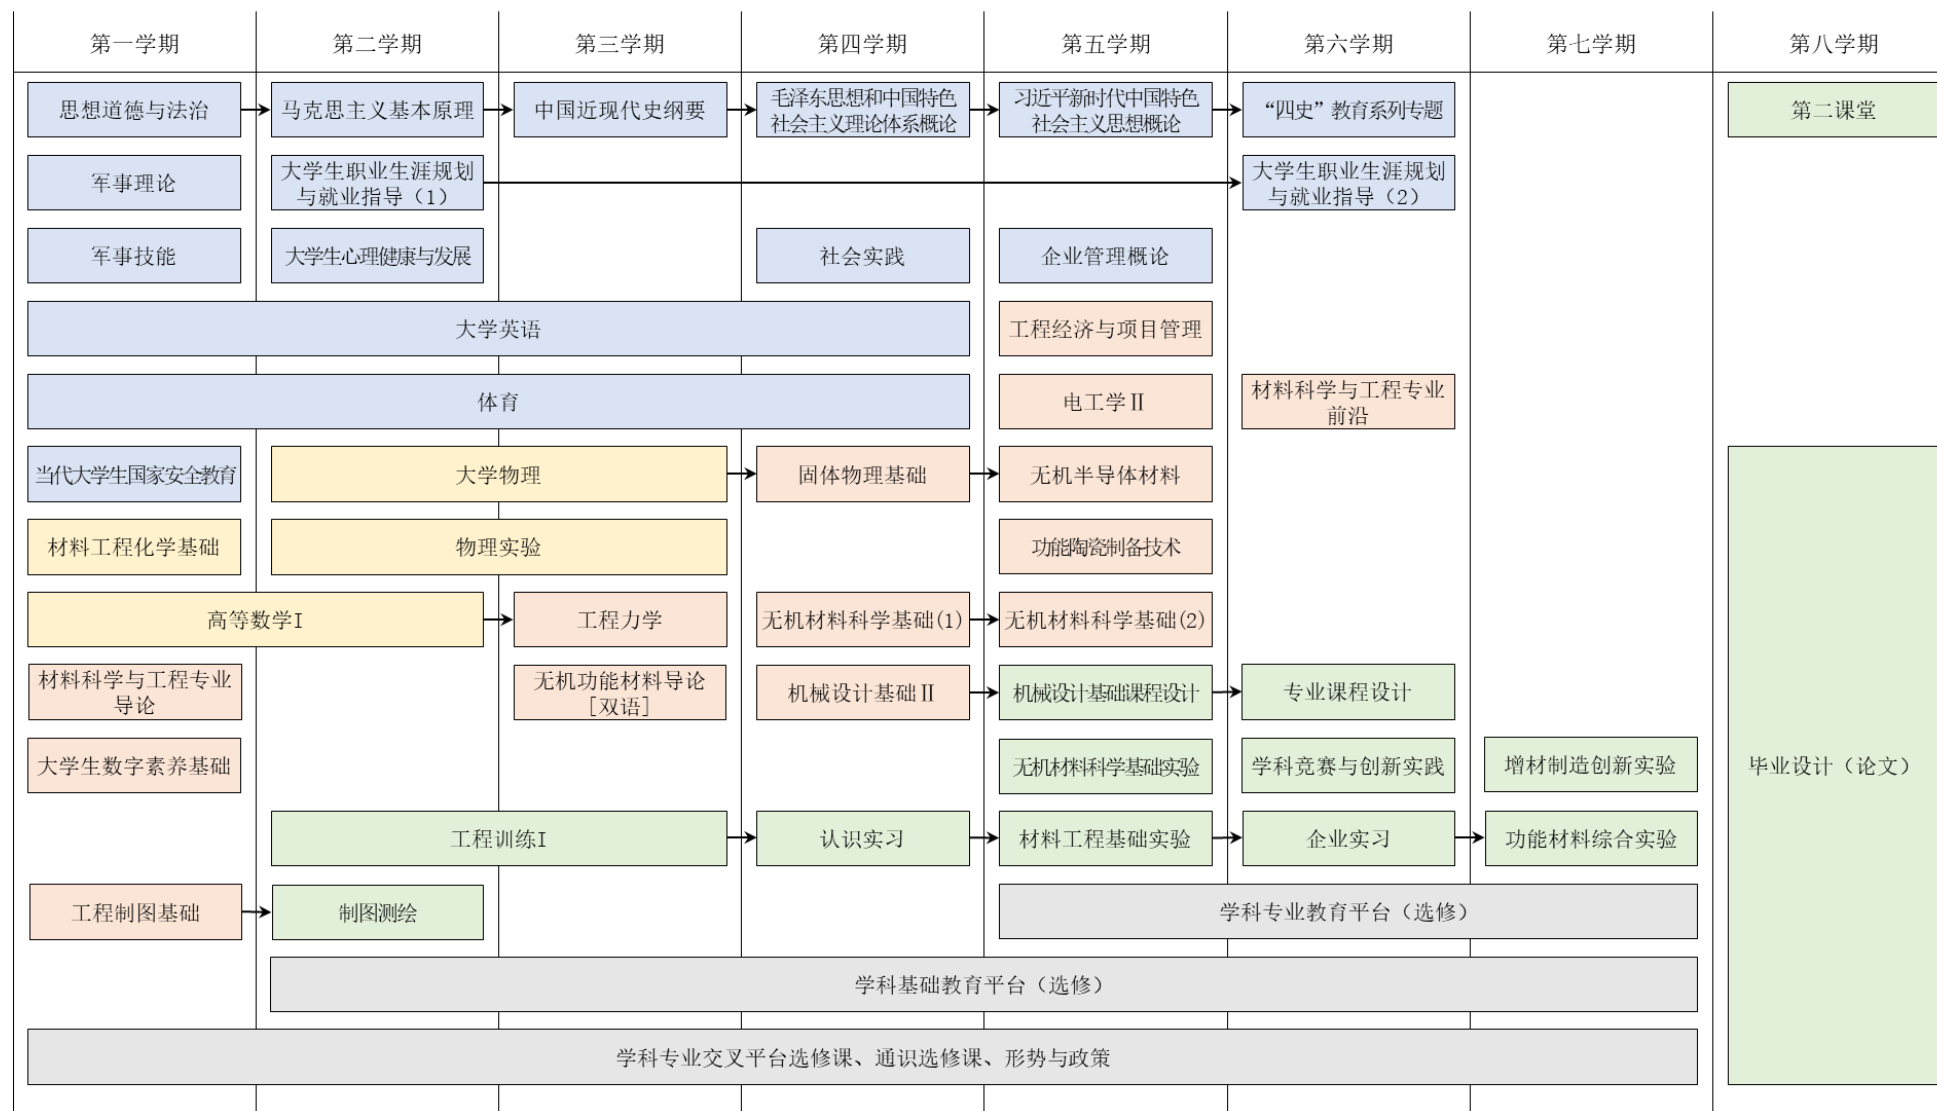 第一学期 第二学期 第三学期 第四学期 第五学期 第六学期 第七学期 第八学期
思想道德与法治
马克思主义基本原理
中国近现代史纲要
毛泽东思想和中国特色
社会主义理论体系概论
习近平新时代中国特色
社会主义思想概论
“四史”教育系列专题
第二课堂
军事理论
大学生职业生涯规划
与就业指导（1）
大学生职业生涯规划
与就业指导（2）
军事技能
大学生心理健康与发展
社会实践
企业管理概论
大学英语
工程经济与项目管理
体育
电工学Ⅱ
材料科学与工程专业
前沿
当代大学生国家安全教育
大学物理
固体物理基础
无机半导体材料
材料工程化学基础
物理实验
功能陶瓷制备技术
高等数学I
工程力学
无机材料科学基础(1)
无机材料科学基础(2)
材料科学与工程专业
导论
无机功能材料导论
[双语]
机械设计基础Ⅱ
机械设计基础课程设计
专业课程设计
大学生数字素养基础
无机材料科学基础实验
学科竞赛与创新实践
增材制造创新实验
毕业设计（论文）
工程训练I
认识实习
材料工程基础实验
企业实习
功能材料综合实验
工程制图基础
制图测绘
学科专业教育平台（选修）
学科基础教育平台（选修）
学科专业交叉平台选修课、通识选修课、形势与政策